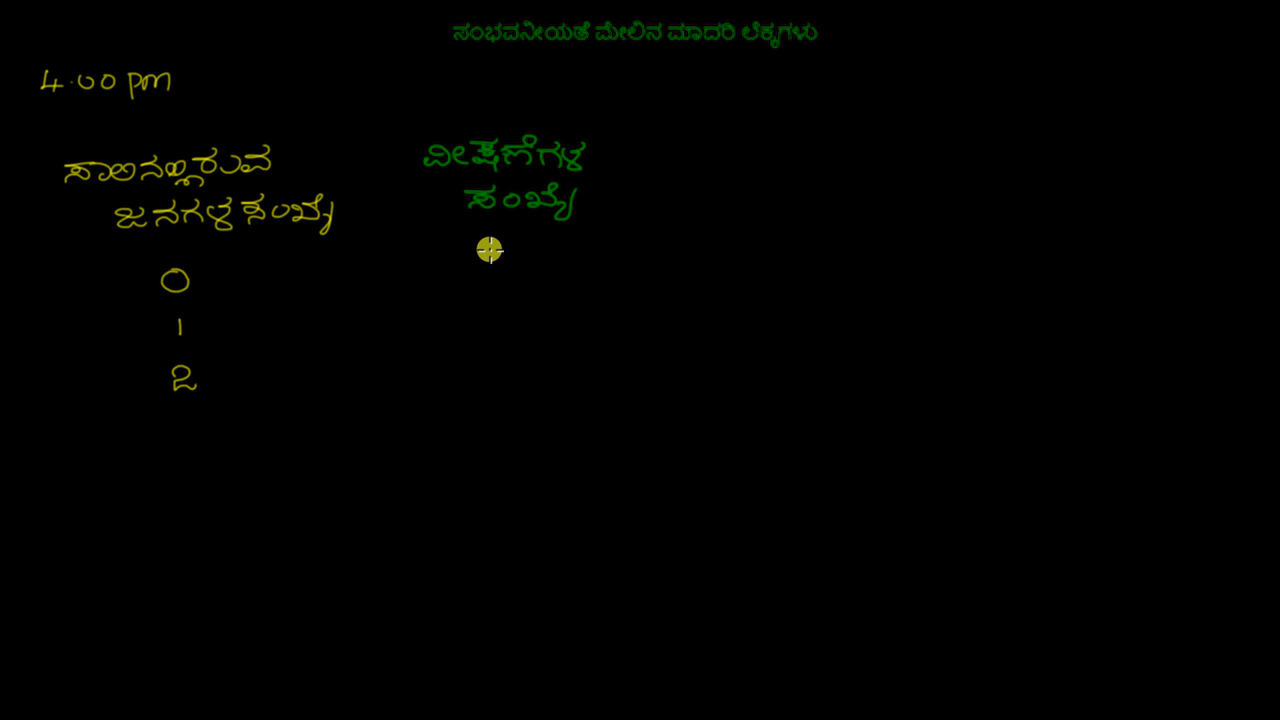 ಸಂಭವನೀಯತೆ ಮೇಲಿನ ಮಾದರಿ ಲೆಕ್ಕಗಳು
4.00 pm
ಸಾಲಿನಲ್ಲಿರುವ
ಜನಗಳ ಸಂಖ್ಯೆ
ವೀಕ್ಷಣೆಗಳ
ಸಂಖ್ಯೆ
0
1
2